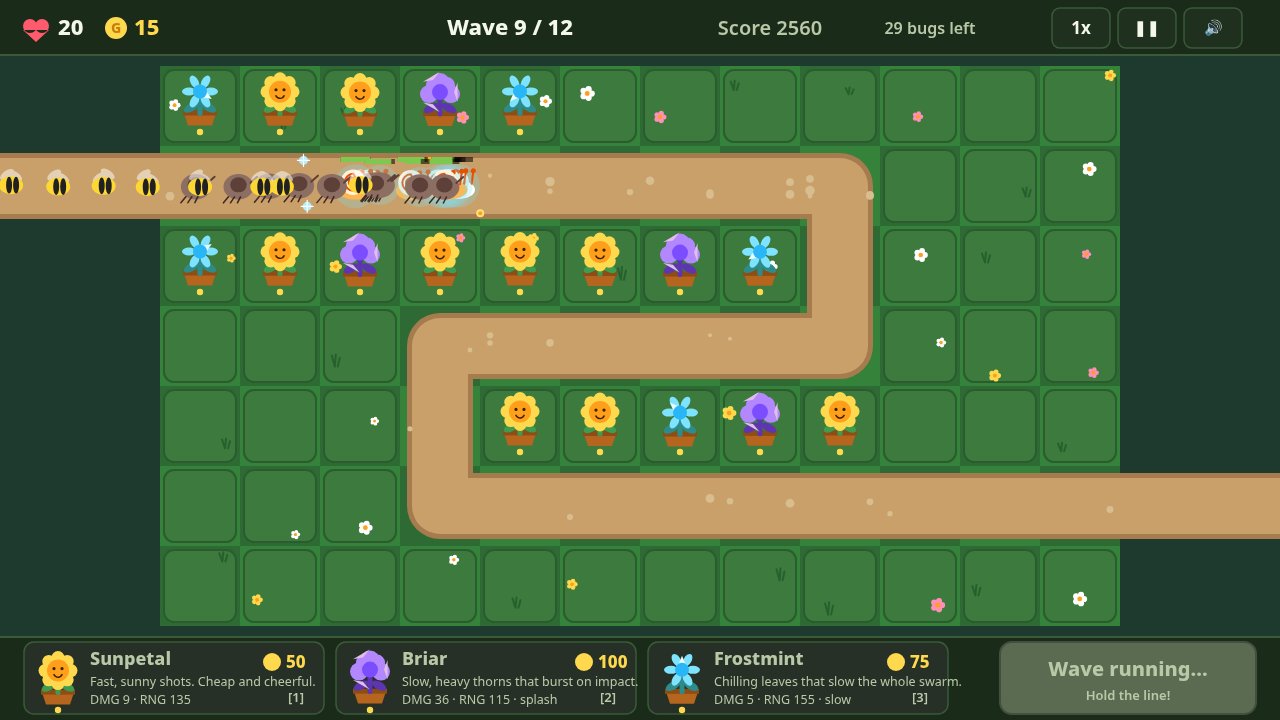 20 G 15 Wave 9 / 12 Score 2560 29 bugs left 1x
Sunpetal 50
Fast, sunny shots. Cheap and cheerful.
DMG 9 · RNG 135 [1]
Briar 100
Slow, heavy thorns that burst on impact.
DMG 36 · RNG 115 · splash [2]
Frostmint 75
Chilling leaves that slow the whole swarm.
DMG 5 · RNG 155 · slow [3]
Wave running...
Hold the line!